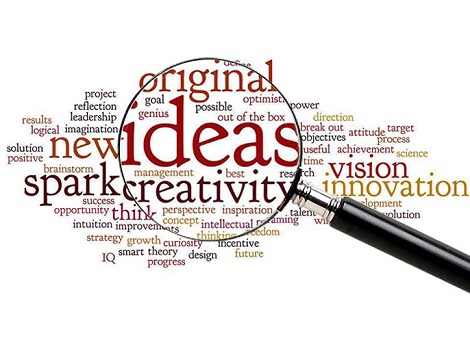 define
original
project
goal
possible
optimistic
power
reflection
genius
out of the box
direction
leadership
results
logical
imagination
ideas
break out
objectives
attitude
target
process
solution
positive
new
useful
achievement
science
time
brainstorm
management
best
research
vision
spark
creativity
innovation
success
opportunity
think
perspective
inspiration
concept
talent
development
intuition
improvements
intellectual
strategy
growth
thinking
freedom
curiosity
incentive
IQ
smart
theory
design
future
progress